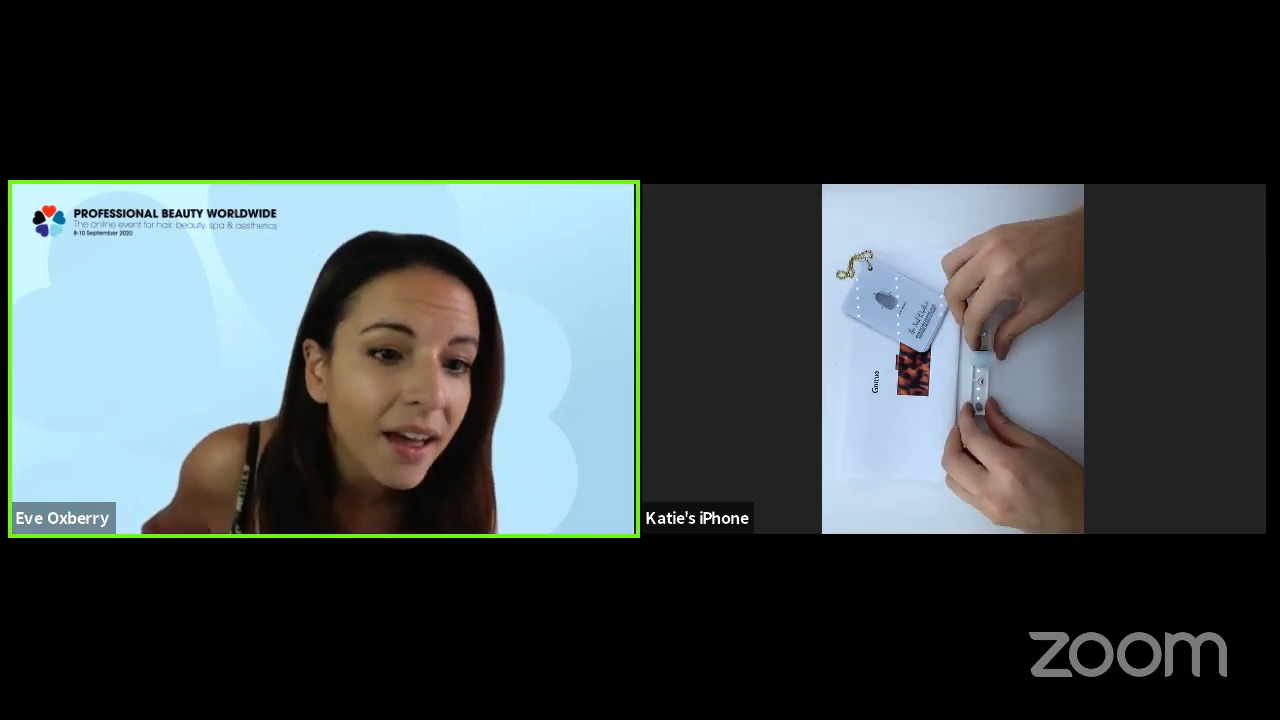 PROFESSIONAL BEAUTY WORLDWIDE
The online event for hair, beauty, spa & aesthetics
8-10 September 2020
Eve Oxberry
Katie's iPhone
zoom